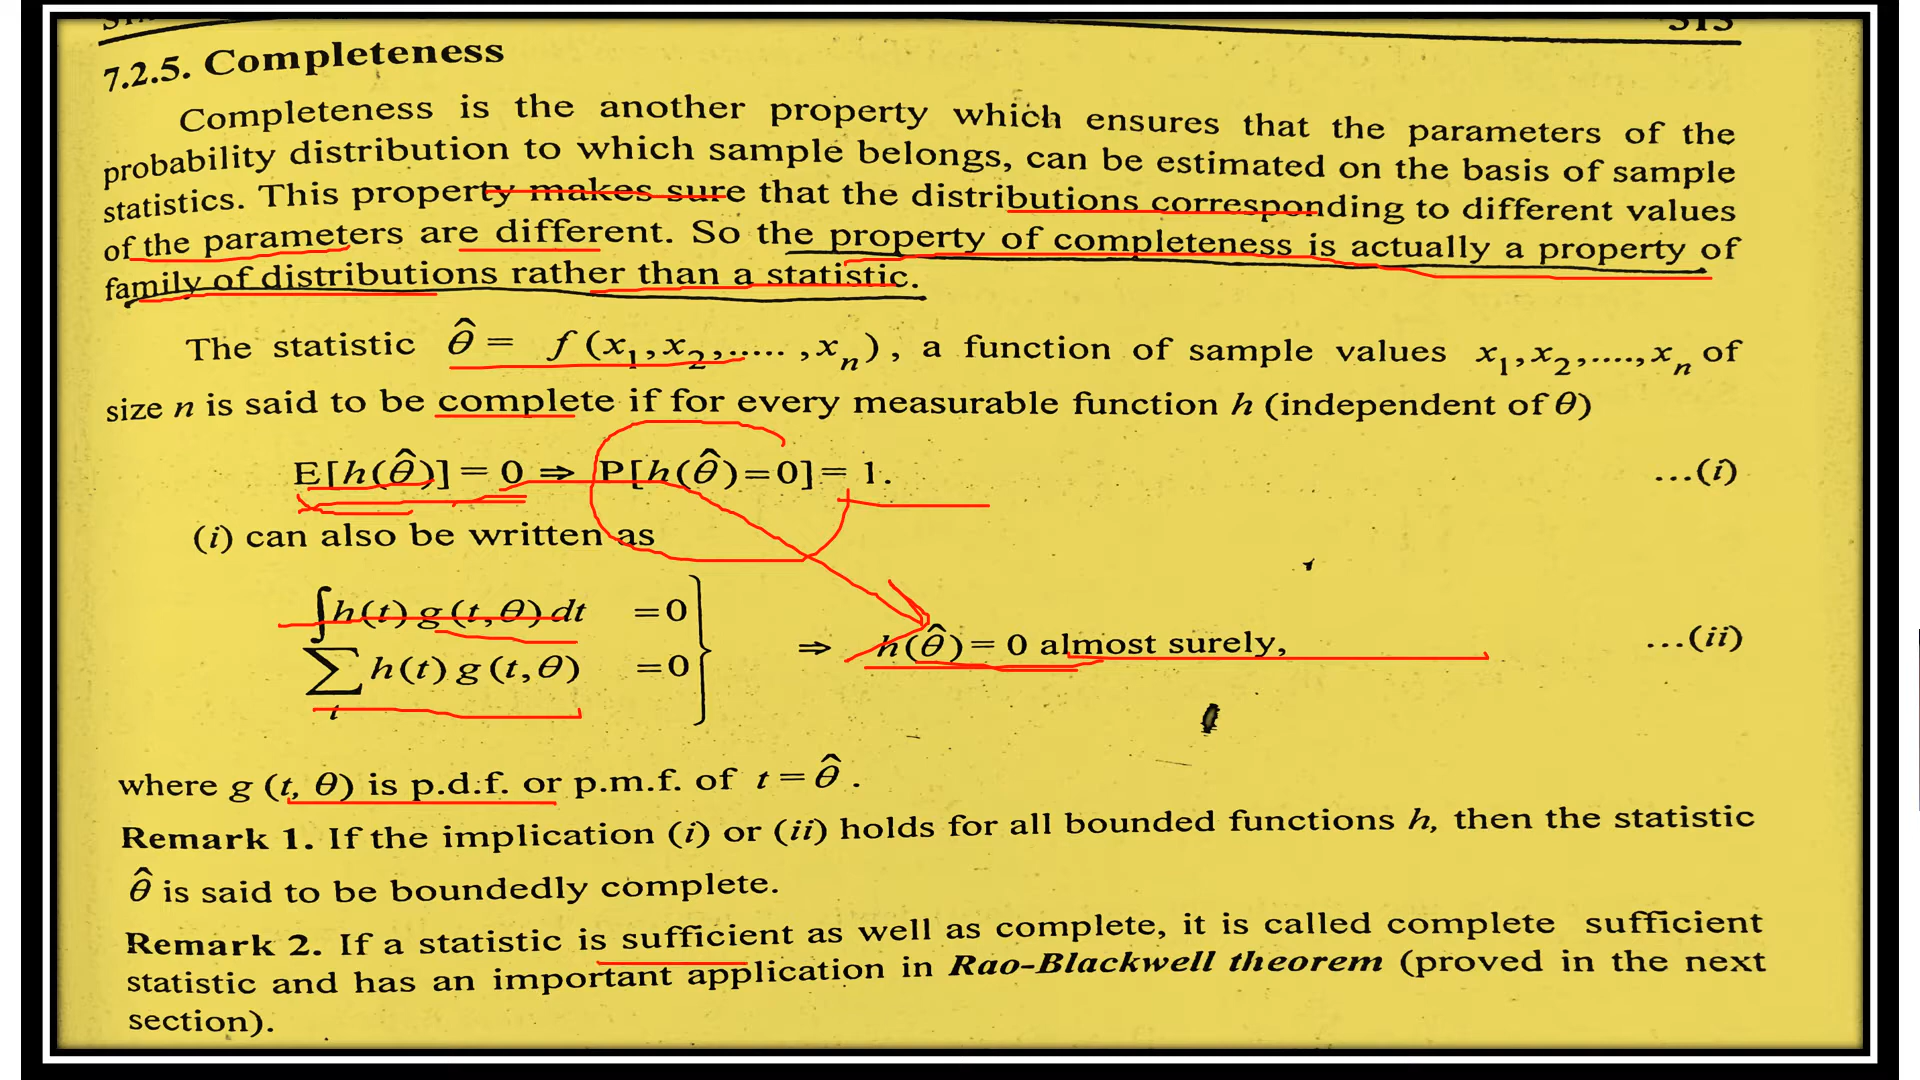 313
7.2.5. Completeness
Completeness is the another property which ensures that the parameters of the
probability distribution to which sample belongs, can be estimated on the basis of sample
statistics. This property makes sure that the distributions corresponding to different values
of the parameters are different. So the property of completeness is actually a property of
family of distributions rather than a statistic.
The statistic θ̂ = f (x₁, x₂, ..... , xₙ) , a function of sample values x₁, x₂, ...., xₙ of
size n is said to be complete if for every measurable function h (independent of θ)
E[h(θ̂)] = 0 ⇒ P[h(θ̂)=0] = 1. ...(i)
(i) can also be written as
∫h(t) g (t, θ) dt =0
∑ h(t) g (t, θ) =0 ⇒ h(θ̂) = 0 almost surely, ...(ii)
t
where g (t, θ) is p.d.f. or p.m.f. of t = θ̂ .
Remark 1. If the implication (i) or (ii) holds for all bounded functions h, then the statistic
θ̂ is said to be boundedly complete.
Remark 2. If a statistic is sufficient as well as complete, it is called complete sufficient
statistic and has an important application in Rao-Blackwell theorem (proved in the next
section).